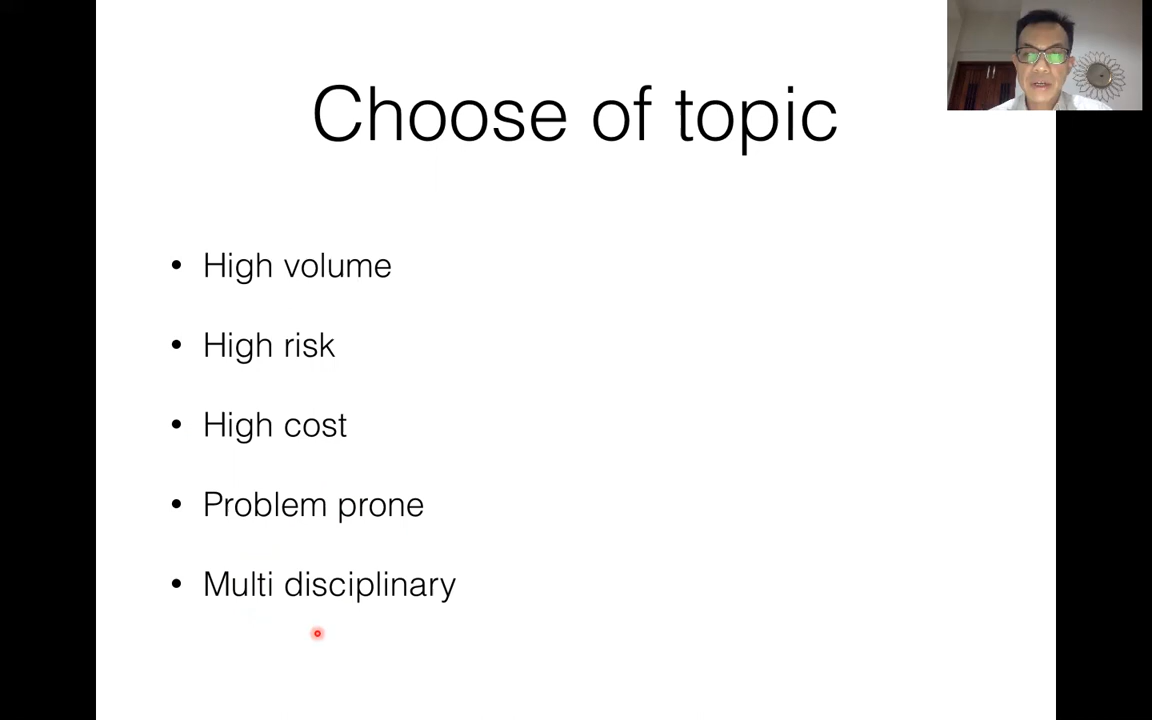 Choose of topic
• High volume
• High risk
• High cost
• Problem prone
• Multi disciplinary